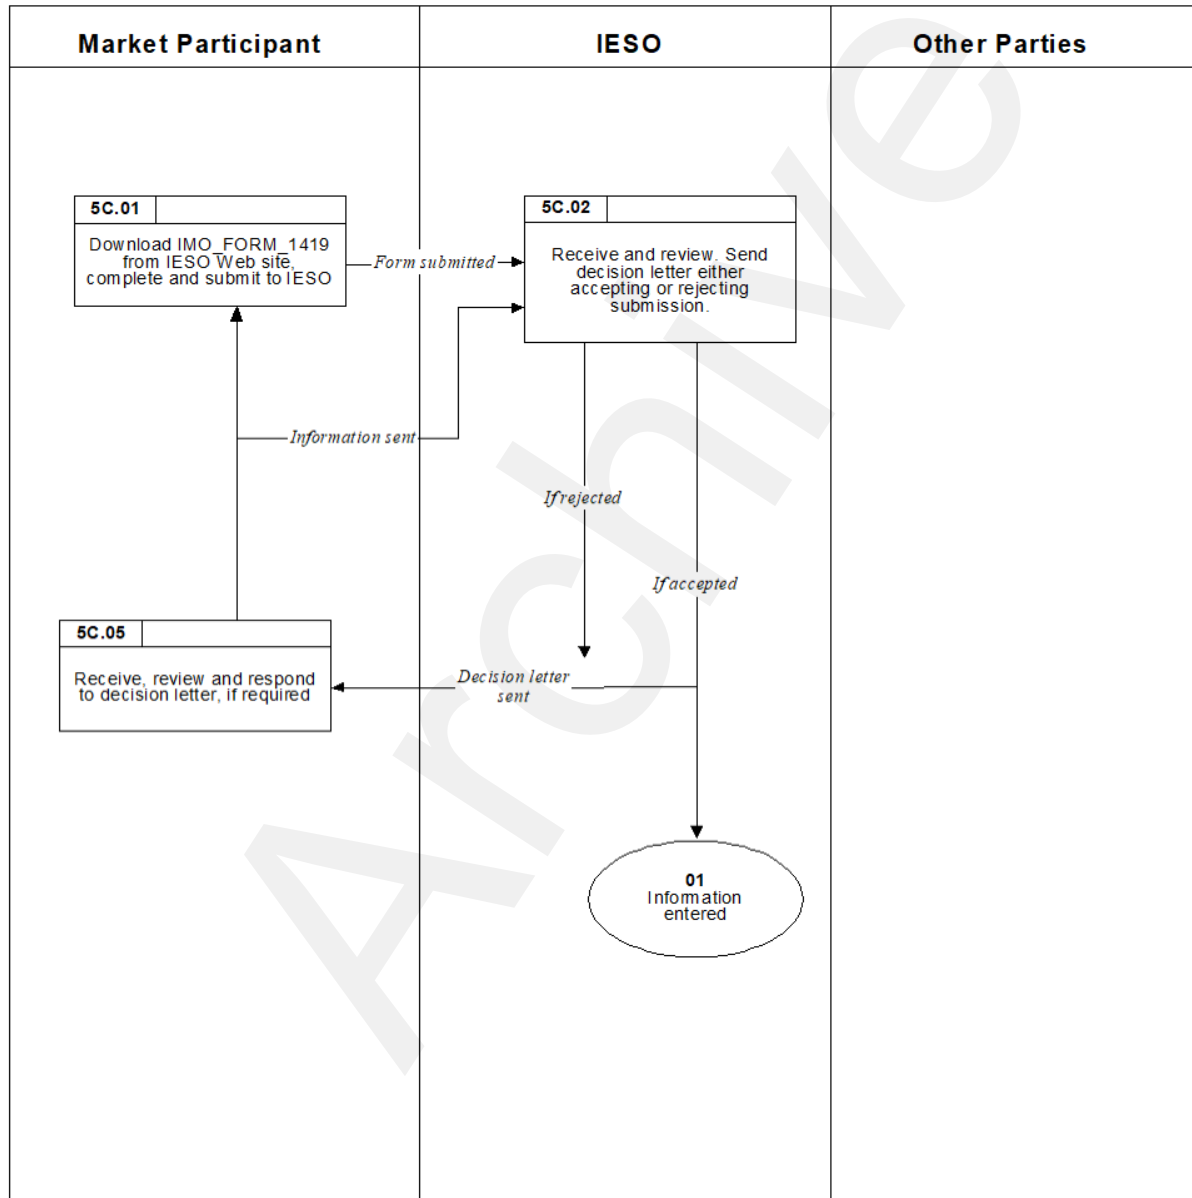 Market Participant
IESO
Other Parties
5C.01
Download IMO_FORM_1419
from IESO Web site,
complete and submit to IESO
Form submitted
5C.02
Receive and review. Send
decision letter either
accepting or rejecting
submission.
Information sent
If rejected
If accepted
5C.05
Receive, review and respond
to decision letter, if required
Decision letter
sent
01
Information
entered
Archive